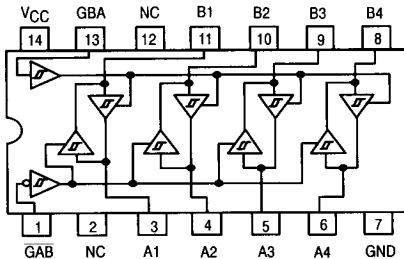 VCC GBA NC B1 B2 B3 B4
14 13 12 11 10 9 8
1 2 3 4 5 6 7
GAB NC A1 A2 A3 A4 GND